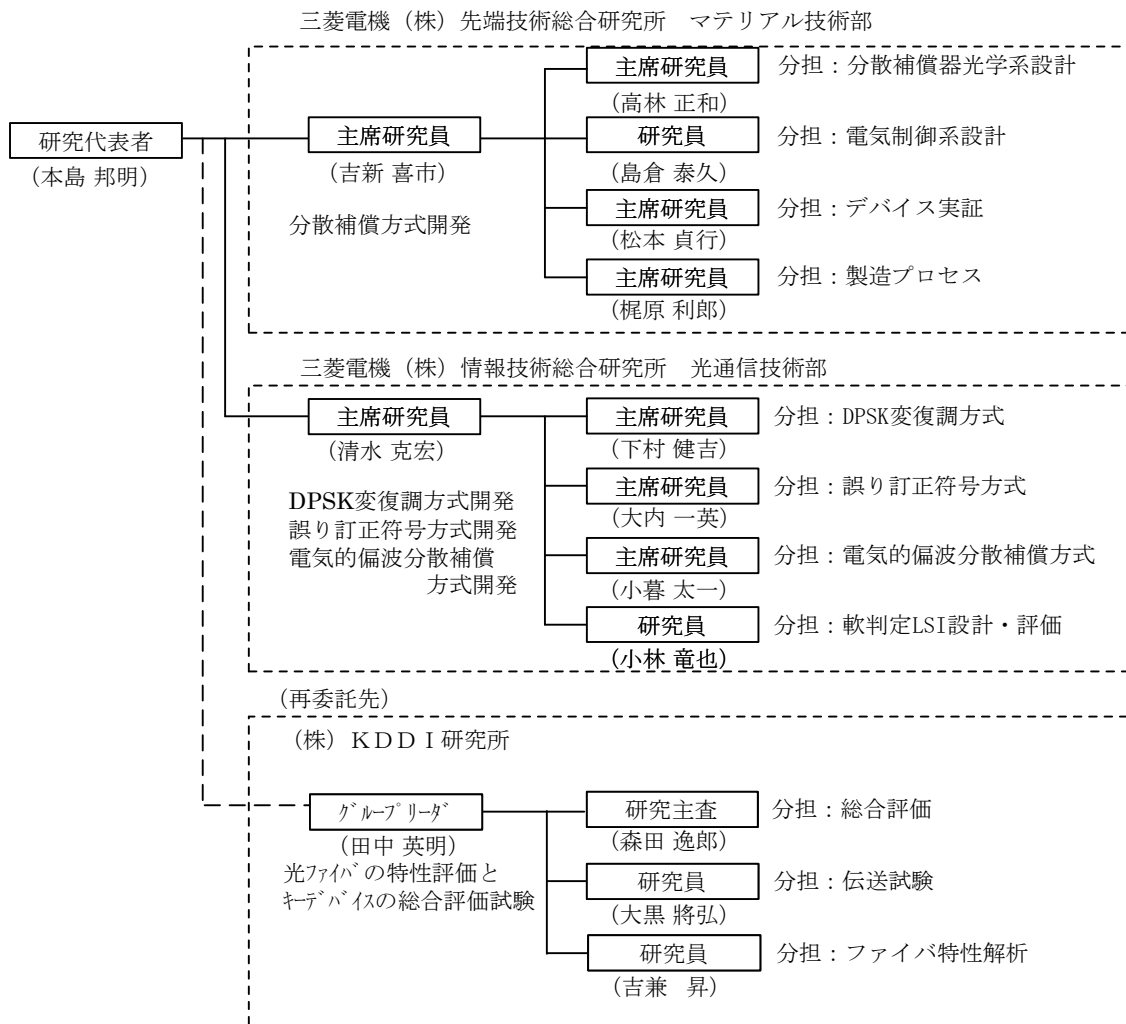 三菱電機（株）先端技術総合研究所　マテリアル技術部
研究代表者
（本島 邦明）
主席研究員
（吉新 喜市）
分散補償方式開発
主席研究員
（高林 正和）
分担：分散補償器光学系設計
研究員
（島倉 泰久）
分担：電気制御系設計
主席研究員
（松本 貞行）
分担：デバイス実証
主席研究員
（梶原 利郎）
分担：製造プロセス
三菱電機（株）情報技術総合研究所　光通信技術部
主席研究員
（清水 克宏）
DPSK変復調方式開発
誤り訂正符号方式開発
電気的偏波分散補償
方式開発
主席研究員
（下村 健吉）
分担：DPSK変復調方式
主席研究員
（大内 一英）
分担：誤り訂正符号方式
主席研究員
（小暮 太一）
分担：電気的偏波分散補償方式
研究員
（小林 竜也）
分担：軟判定LSI設計・評価
（再委託先）
（株）ＫＤＤＩ研究所
ｸﾞﾙｰﾌﾟﾘｰﾀﾞ
（田中 英明）
光ﾌｧｲﾊﾞの特性評価と
ｷｰﾃﾞﾊﾞｲｽの総合評価試験
研究主査
（森田 逸郎）
分担：総合評価
研究員
（大黒 將弘）
分担：伝送試験
研究員
（吉兼　昇）
分担：ファイバ特性解析